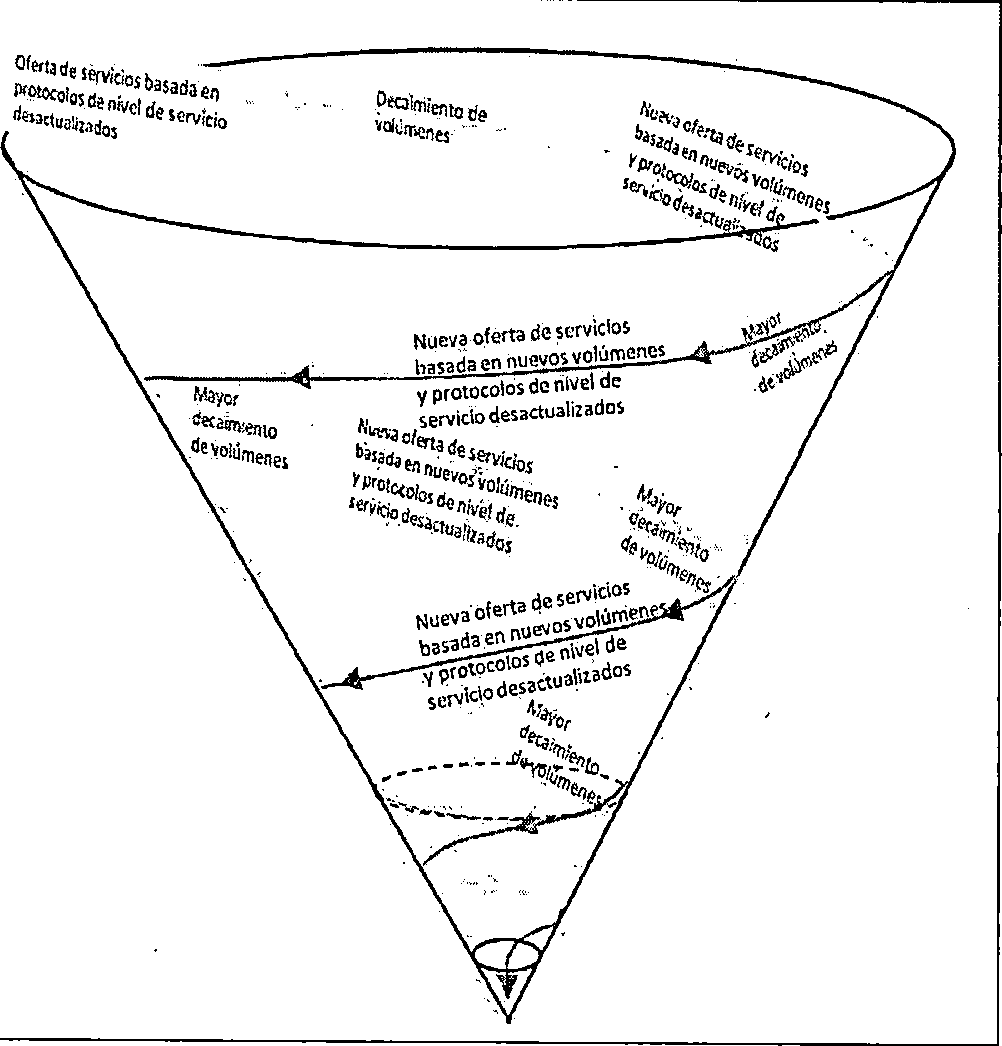 Oferta de servicios basada en
protocolos de nivel de servicio
desactualizados
Decaimiento de
volúmenes
Nueva oferta de servicios
basada en nuevos volúmenes
y protocolos de nivel de
servicio desactualizados
Nueva oferta de servicios
basada en nuevos volúmenes
y protocolos de nivel de
servicio desactualizados
Mayor
decaimiento
de volúmenes
Mayor
decaimiento
de volúmenes
Nueva oferta de servicios
basada en nuevos volúmenes
y protocolos de nivel de
servicio desactualizados
Mayor
decaimiento
de volúmenes
Nueva oferta de servicios
basada en nuevos volúmenes
y protocolos de nivel de
servicio desactualizados
Mayor
decaimiento
de volúmenes